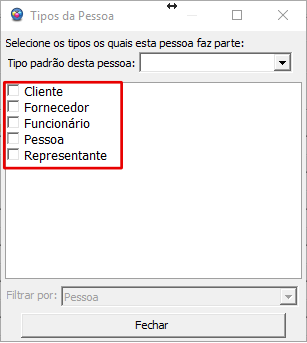 Tipos da Pessoa
Selecione os tipos os quais esta pessoa faz parte:
Tipo padrão desta pessoa:
Cliente
Fornecedor
Funcionário
Pessoa
Representante
Filtrar por: Pessoa
Fechar